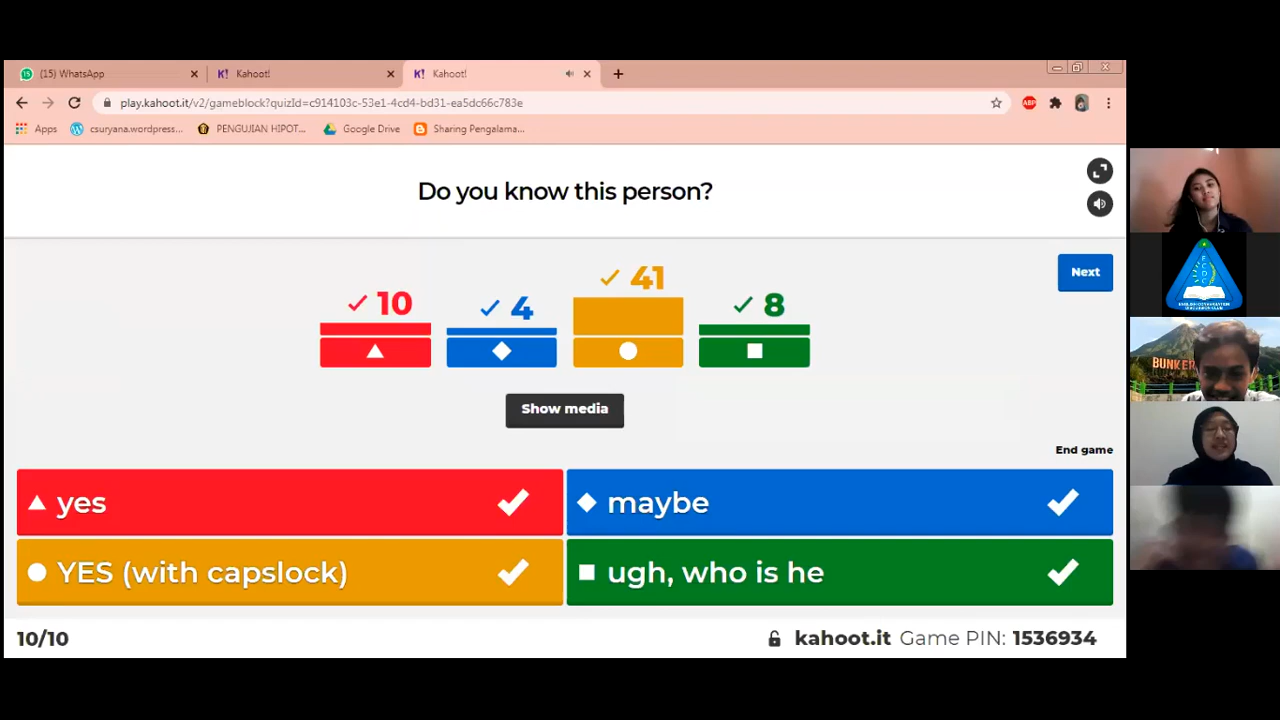 (15) WhatsApp
Kahoot!
Kahoot!
play.kahoot.it/v2/gameblock?quizId=c914103c-53e1-4cd4-bd31-ea5dc66c783e
ABP
Apps
csuryana.wordpress...
PENGUJIAN HIPOT...
Google Drive
Sharing Pengalama...
Do you know this person?
Next
10
4
41
8
Show media
End game
yes
maybe
YES (with capslock)
ugh, who is he
10/10
kahoot.it Game PIN: 1536934
BUNKER